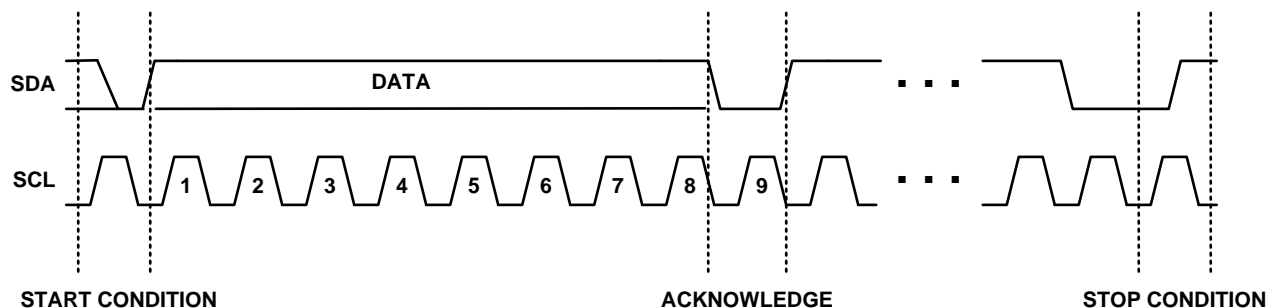 SDA
DATA
. . .
SCL
1 2 3 4 5 6 7 8 9
. . .
START CONDITION
ACKNOWLEDGE
STOP CONDITION